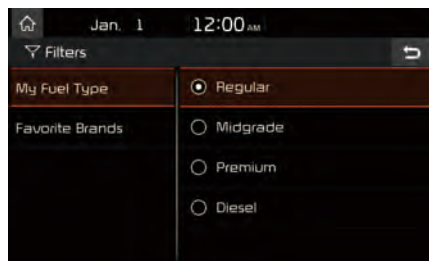 Jan. 1 12:00 AM
Filters
My Fuel Type
Favorite Brands
Regular
Midgrade
Premium
Diesel